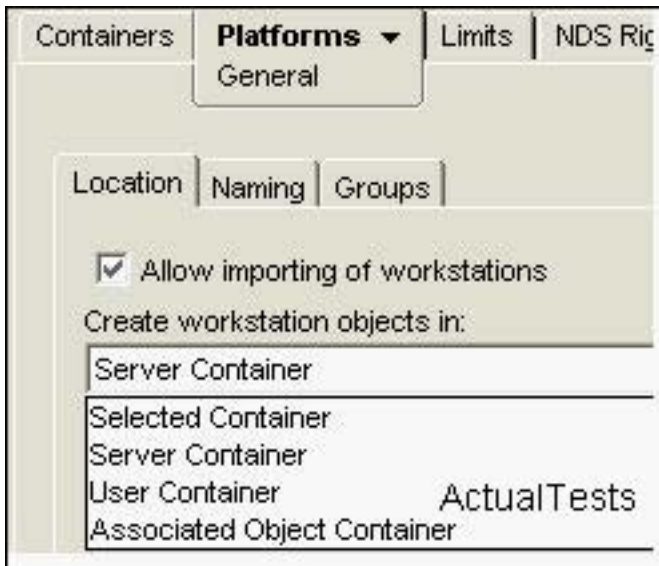 Containers Platforms Limits NDS
General
Location Naming Groups
Allow importing of workstations
Create workstation objects in:
Server Container
Selected Container
Server Container
User Container
ActualTests
Associated Object Container